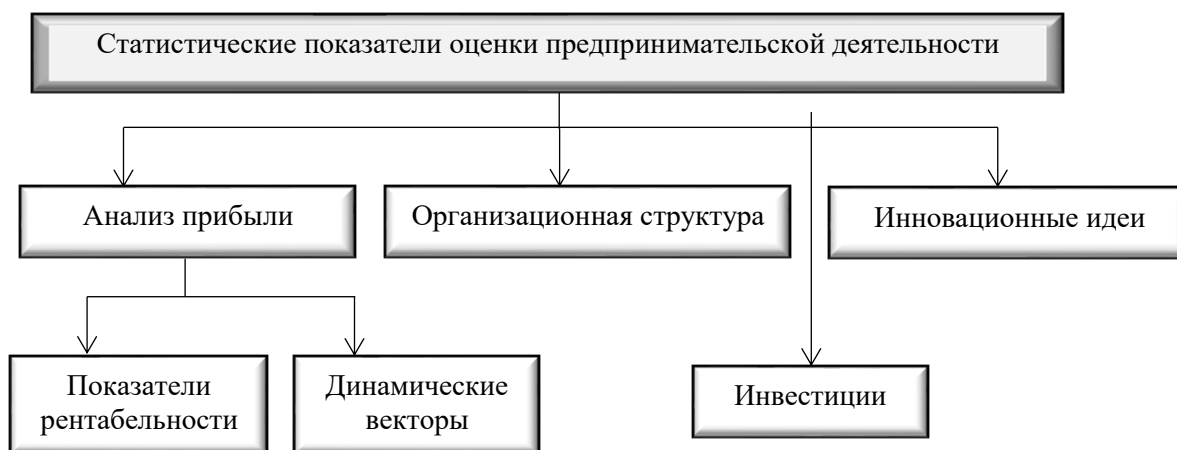 Статистические показатели оценки предпринимательской деятельности
Анализ прибыли
Организационная структура
Инновационные идеи
Показатели
рентабельности
Динамические
векторы
Инвестиции